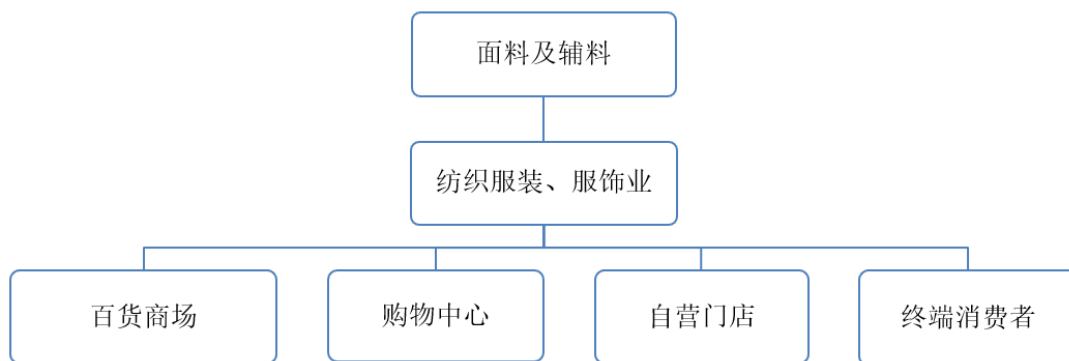 面料及辅料
纺织服装、服饰业
百货商场
购物中心
自营门店
终端消费者